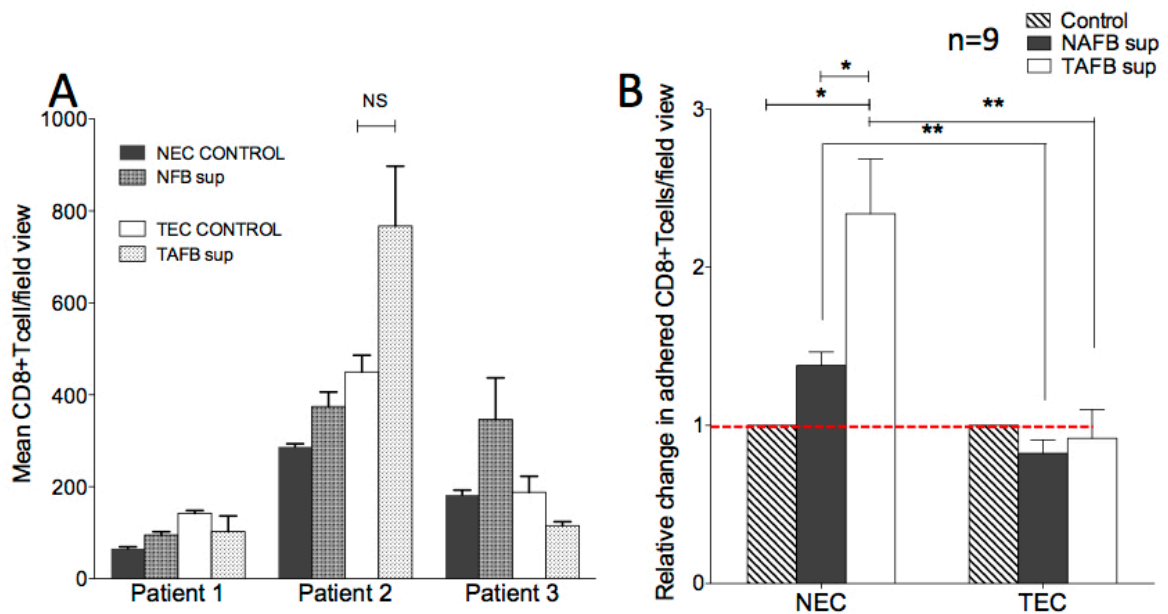 A
NS
Mean CD8+Tcell/field view
1000
800
600
400
200
0
NEC CONTROL
NFB sup
TEC CONTROL
TAFB sup
Patient 1
Patient 2
Patient 3
B
n=9
Control
NAFB sup
TAFB sup
*
*
**
**
Relative change in adhered CD8+Tcells/field view
3
2
1
0
NEC
TEC